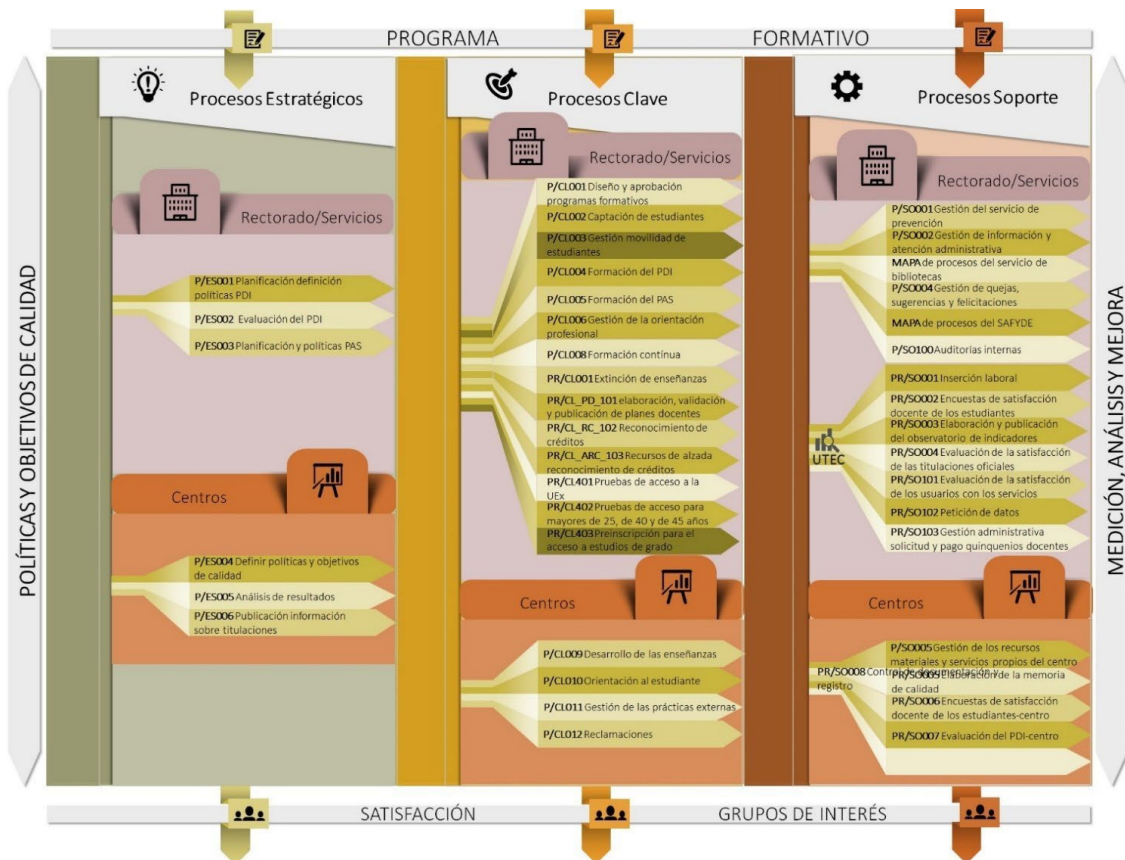 PROGRAMA FORMATIVO
POLÍTICAS Y OBJETIVOS DE CALIDAD
Procesos Estratégicos
Rectorado/Servicios
P/ES001 Planificación definición
políticas PDI
P/ES002 Evaluación del PDI
P/ES003 Planificación y políticas PAS
Centros
P/ES004 Definir políticas y objetivos
de calidad
P/ES005 Análisis de resultados
P/ES006 Publicación información
sobre titulaciones
Procesos Clave
Rectorado/Servicios
P/CL001 Diseño y aprobación
programas formativos
P/CL002 Captación de estudiantes
P/CL003 Gestión movilidad de
estudiantes
P/CL004 Formación del PDI
P/CL005 Formación del PAS
P/CL006 Gestión de la orientación
profesional
P/CL008 Formación contínua
PR/CL001 Extinción de enseñanzas
PR/CL_PD_101 elaboración, validación
y publicación de planes docentes
PR/CL_RC_102 Reconocimiento de
créditos
PR/CL_ARC_103 Recursos de alzada
reconocimiento de créditos
PR/CL401 Pruebas de acceso a la
UEx
PR/CL402 Pruebas de acceso para
mayores de 25, de 40 y de 45 años
PR/CL403 Preinscripción para el
acceso a estudios de grado
Centros
P/CL009 Desarrollo de las enseñanzas
P/CL010 Orientación al estudiante
P/CL011 Gestión de las prácticas externas
P/CL012 Reclamaciones
Procesos Soporte
Rectorado/Servicios
P/SO001 Gestión del servicio de
prevención
P/SO002 Gestión de información y
atención administrativa
MAPA de procesos del servicio de
bibliotecas
P/SO004 Gestión de quejas,
sugerencias y felicitaciones
MAPA de procesos del SAFYDE
P/SO100 Auditorías internas
UTEC
PR/SO001 Inserción laboral
PR/SO002 Encuestas de satisfacción
docente de los estudiantes
PR/SO003 Elaboración y publicación
del observatorio de indicadores
PR/SO004 Evaluación de la satisfacción
de las titulaciones oficiales
PR/SO101 Evaluación de la satisfacción
de los usuarios con los servicios
PR/SO102 Petición de datos
PR/SO103 Gestión administrativa
solicitud y pago quinquenios docentes
Centros
P/SO005 Gestión de los recursos
materiales y servicios propios del centro
PR/SO008 Control de documentación y
registro
PR/SO005 Elaboración de la memoria
de calidad
PR/SO006 Encuestas de satisfacción
docente de los estudiantes-centro
PR/SO007 Evaluación del PDI-centro
MEDICIÓN, ANÁLISIS Y MEJORA
SATISFACCIÓN GRUPOS DE INTERÉS